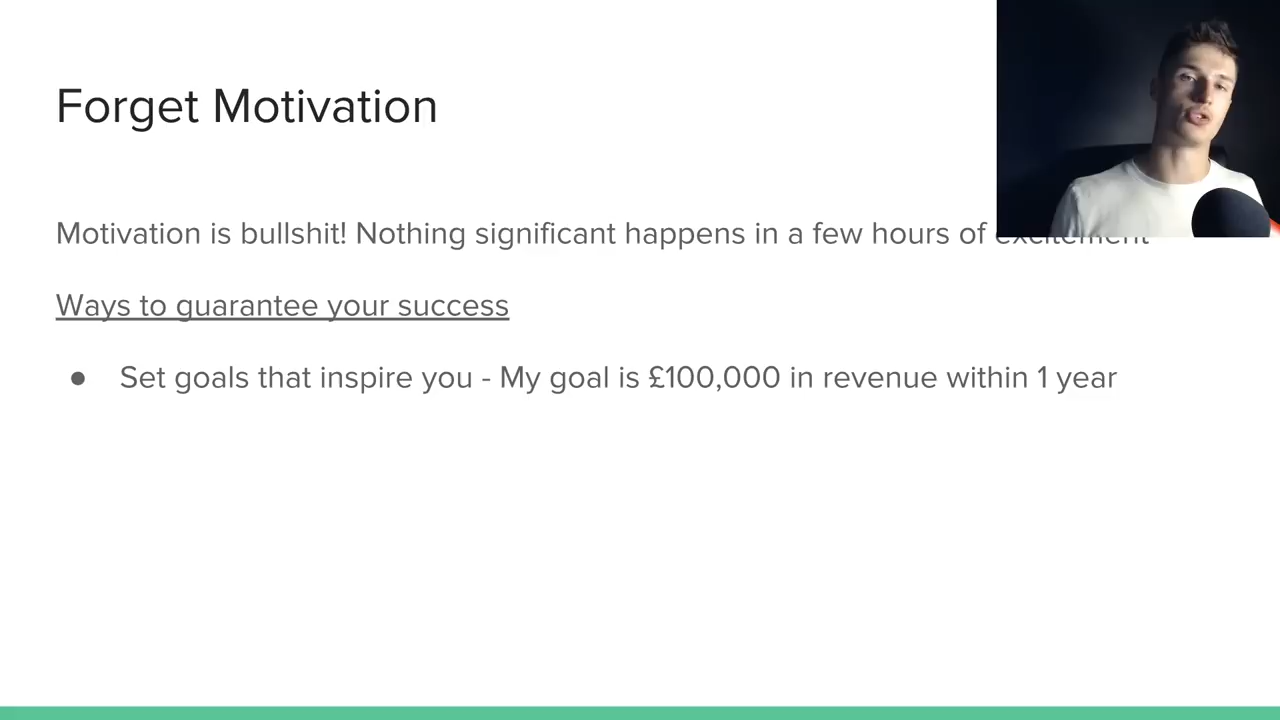 Forget Motivation
Motivation is bullshit! Nothing significant happens in a few hours of excitement
Ways to guarantee your success
● Set goals that inspire you - My goal is £100,000 in revenue within 1 year